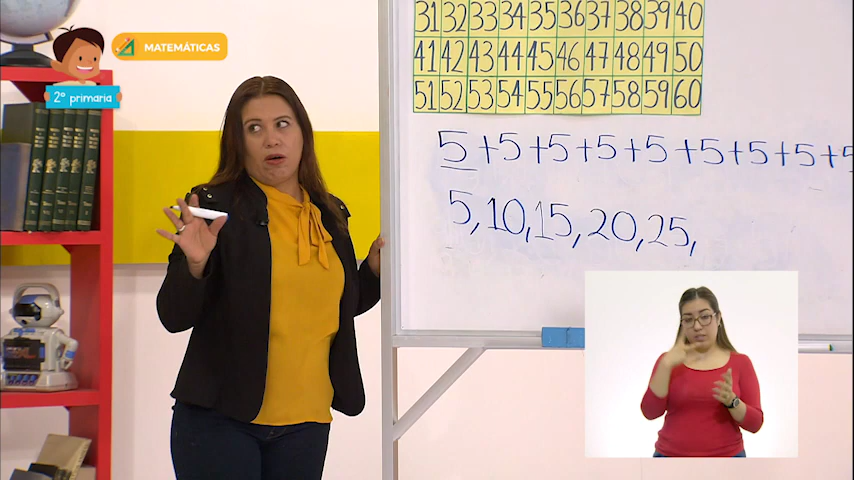 MATEMÁTICAS
2° primaria
31 32 33 34 35 36 37 38 39 40
41 42 43 44 45 46 47 48 49 50
51 52 53 54 55 56 57 58 59 60
5+5+5+5+5+5+5+5+5
5, 10, 15, 20, 25,